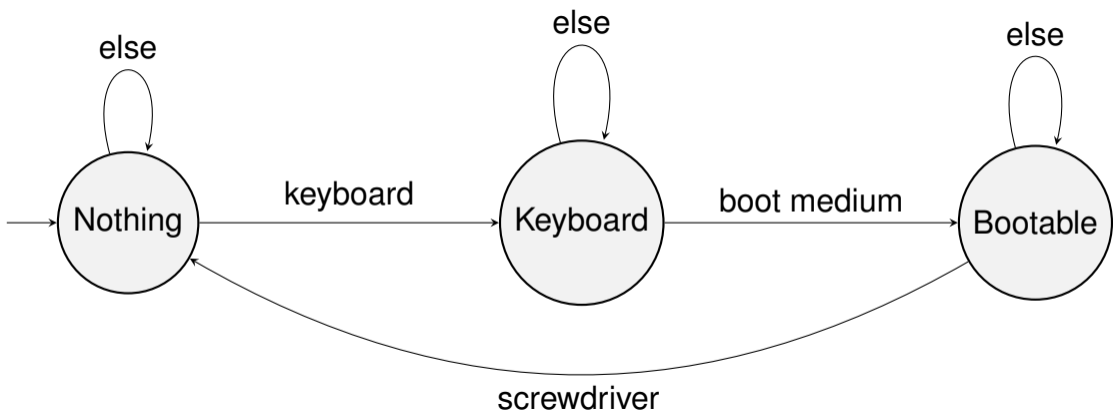 else
else
else
Nothing
keyboard
Keyboard
boot medium
Bootable
screwdriver